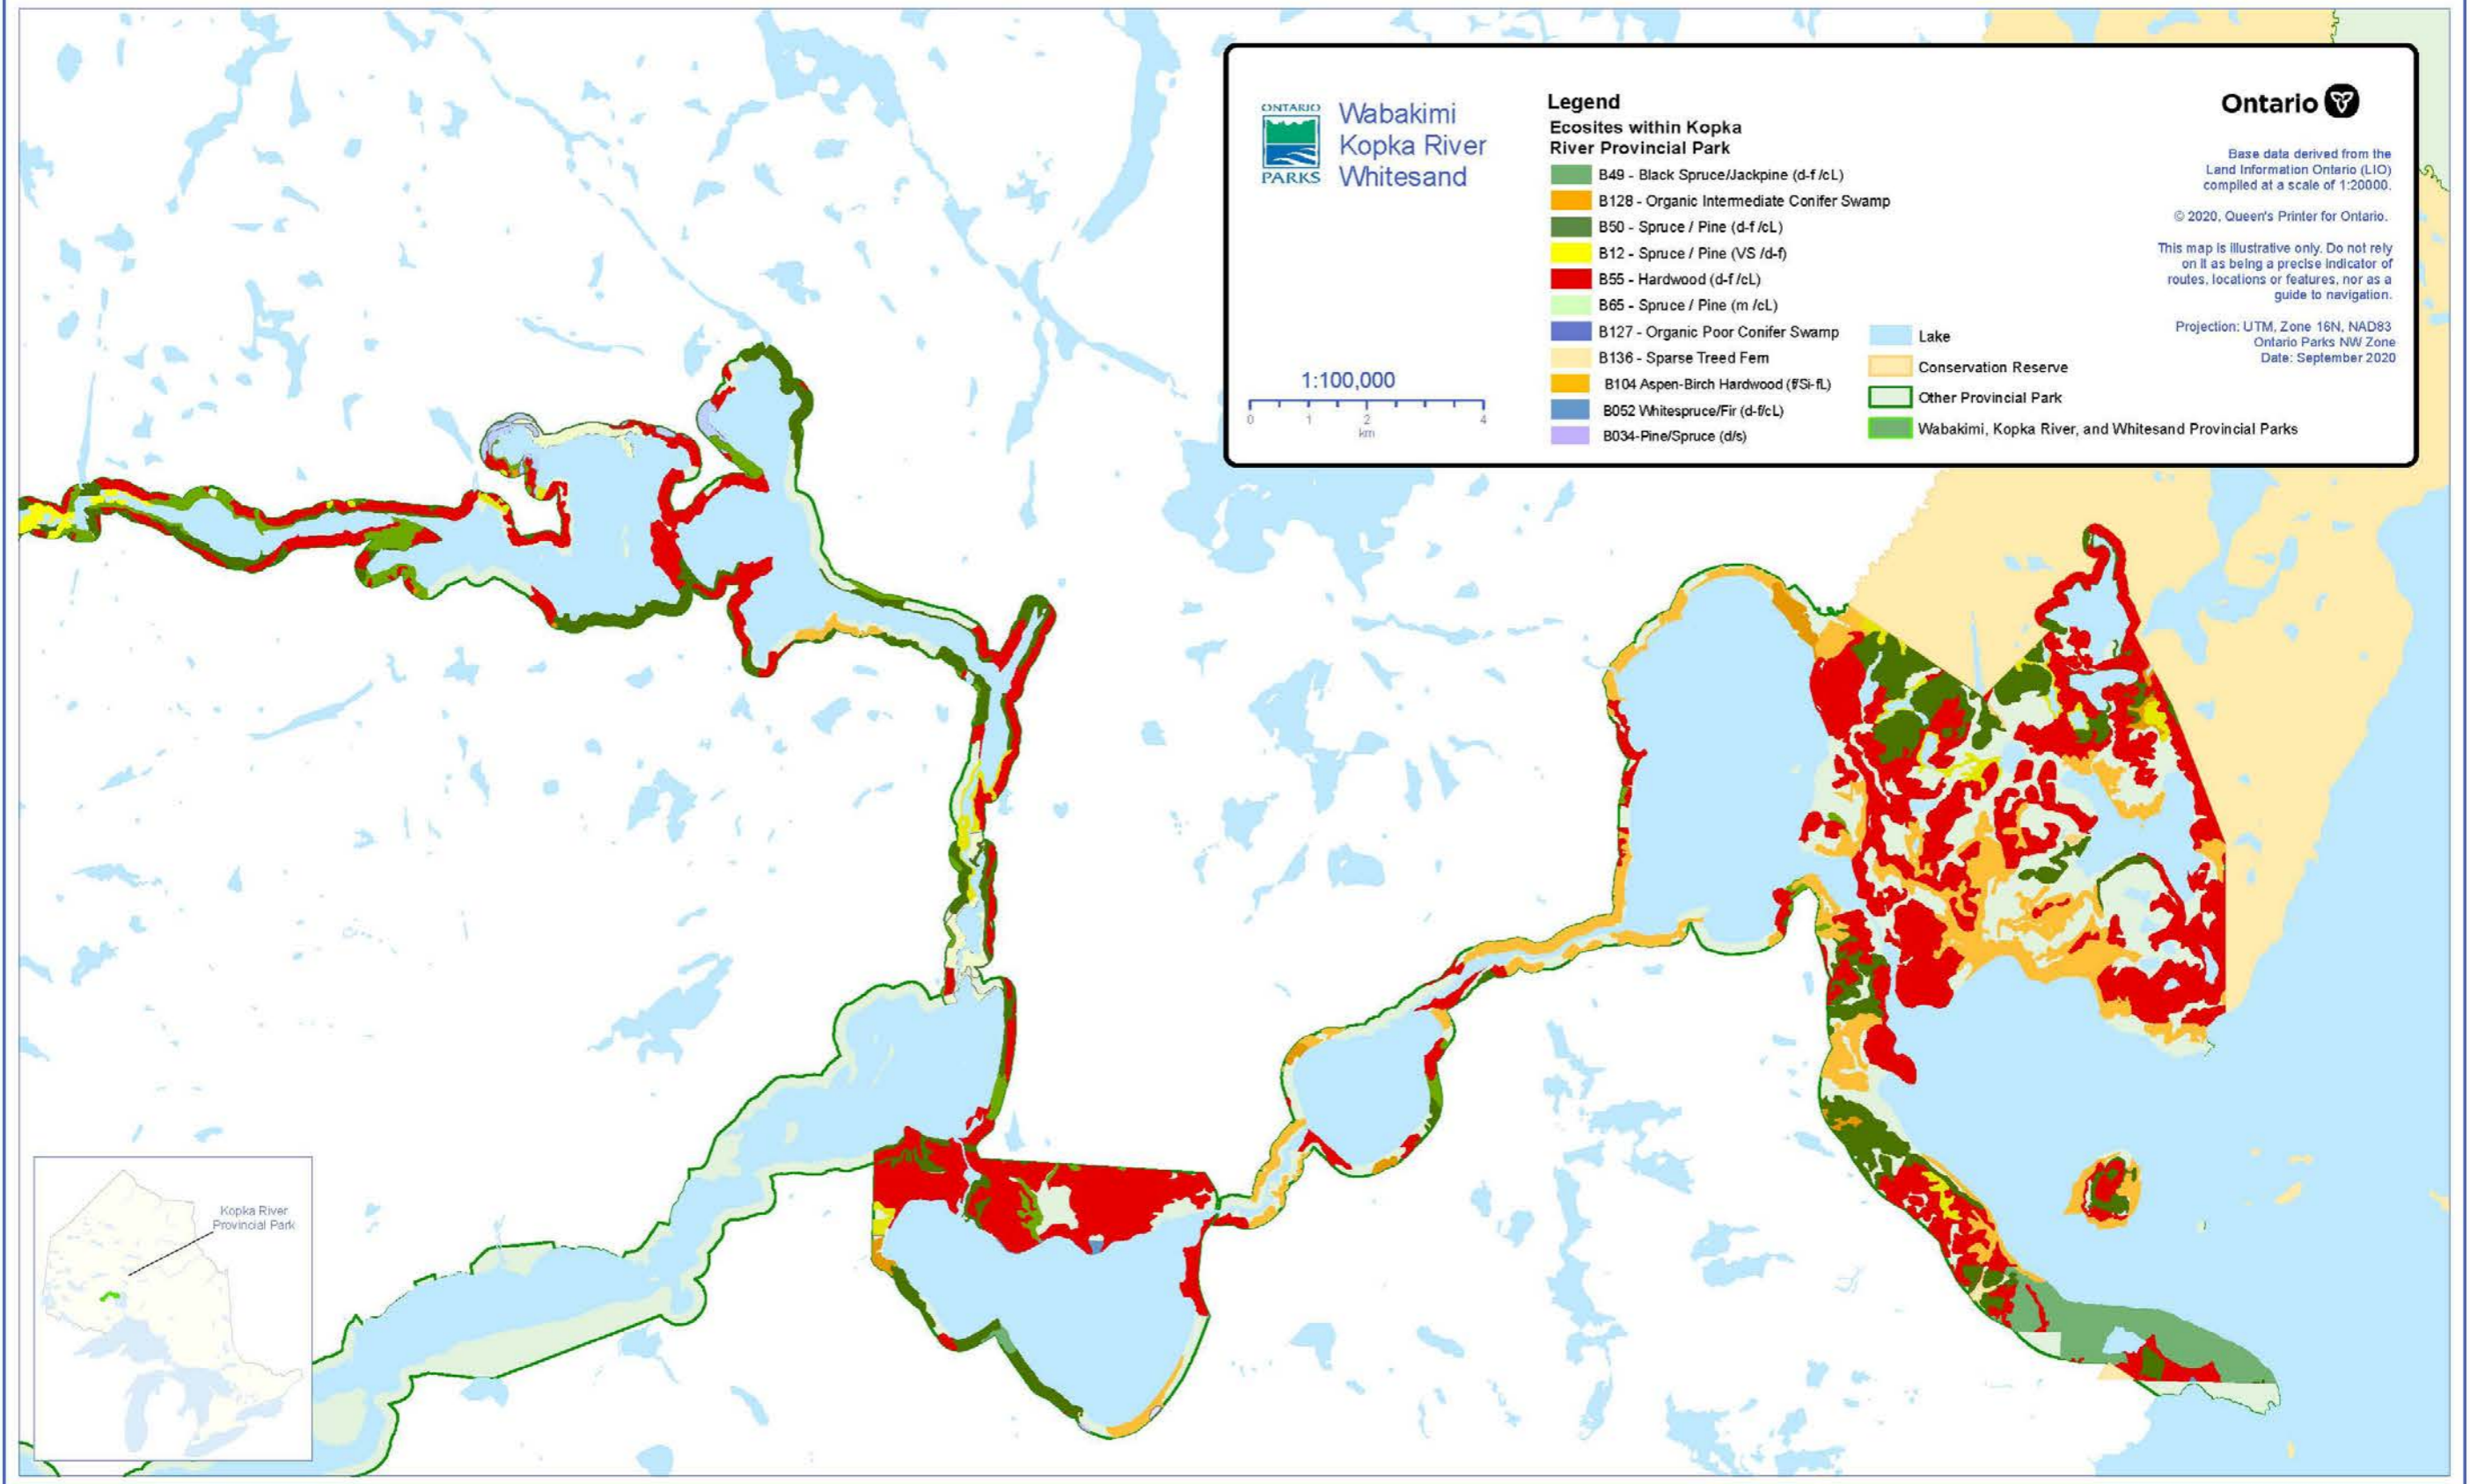 ONTARIO
PARKS
Wabakimi
Kopka River
Whitesand
1:100,000
0 1 2 4
km
Legend
Ecosites within Kopka
River Provincial Park
B49 - Black Spruce/Jackpine (d-f /cL)
B128 - Organic Intermediate Conifer Swamp
B50 - Spruce / Pine (d-f /cL)
B12 - Spruce / Pine (VS /d-f)
B55 - Hardwood (d-f /cL)
B65 - Spruce / Pine (m /cL)
B127 - Organic Poor Conifer Swamp
B136 - Sparse Treed Fern
B104 Aspen-Birch Hardwood (f/Si-fL)
B052 Whitespruce/Fir (d-f/cL)
B034-Pine/Spruce (d/s)
Lake
Conservation Reserve
Other Provincial Park
Wabakimi, Kopka River, and Whitesand Provincial Parks
Ontario
Base data derived from the
Land Information Ontario (LIO)
compiled at a scale of 1:20000.
© 2020, Queen's Printer for Ontario.
This map is illustrative only. Do not rely
on it as being a precise indicator of
routes, locations or features, nor as a
guide to navigation.
Projection: UTM, Zone 16N, NAD83
Ontario Parks NW Zone
Date: September 2020
Kopka River
Provincial Park